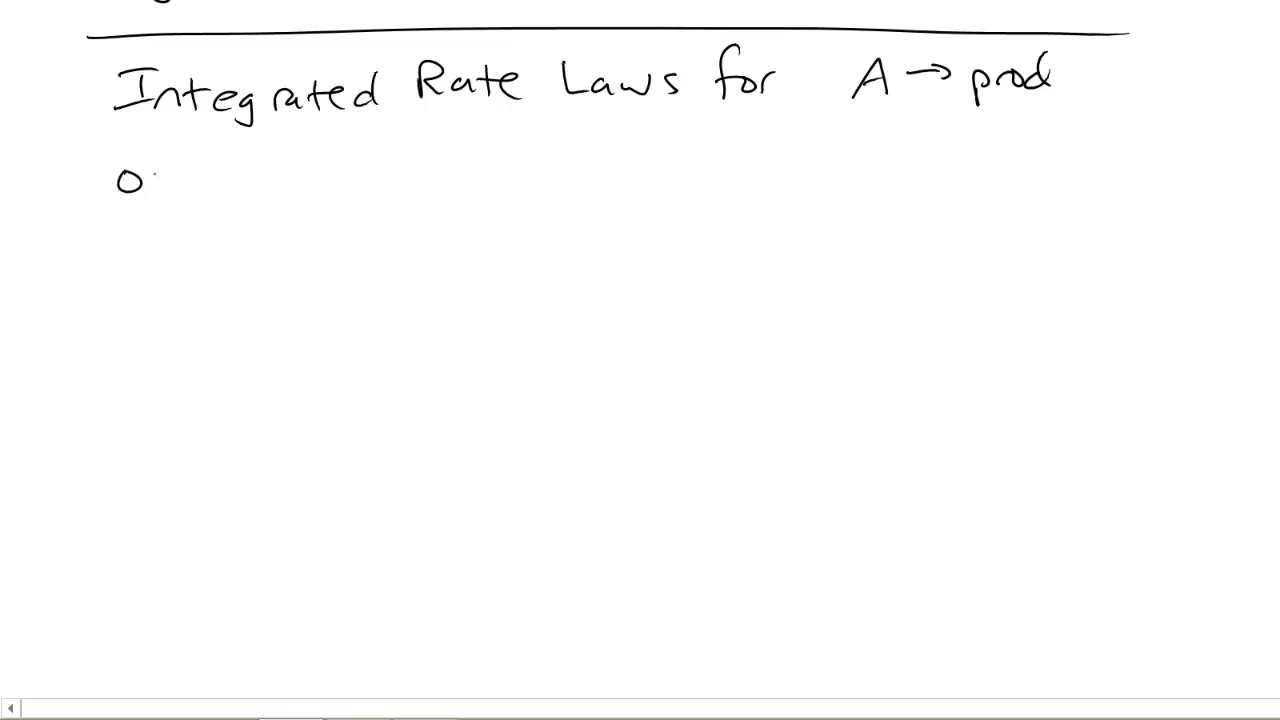 Integrated Rate Laws for A → prod
0